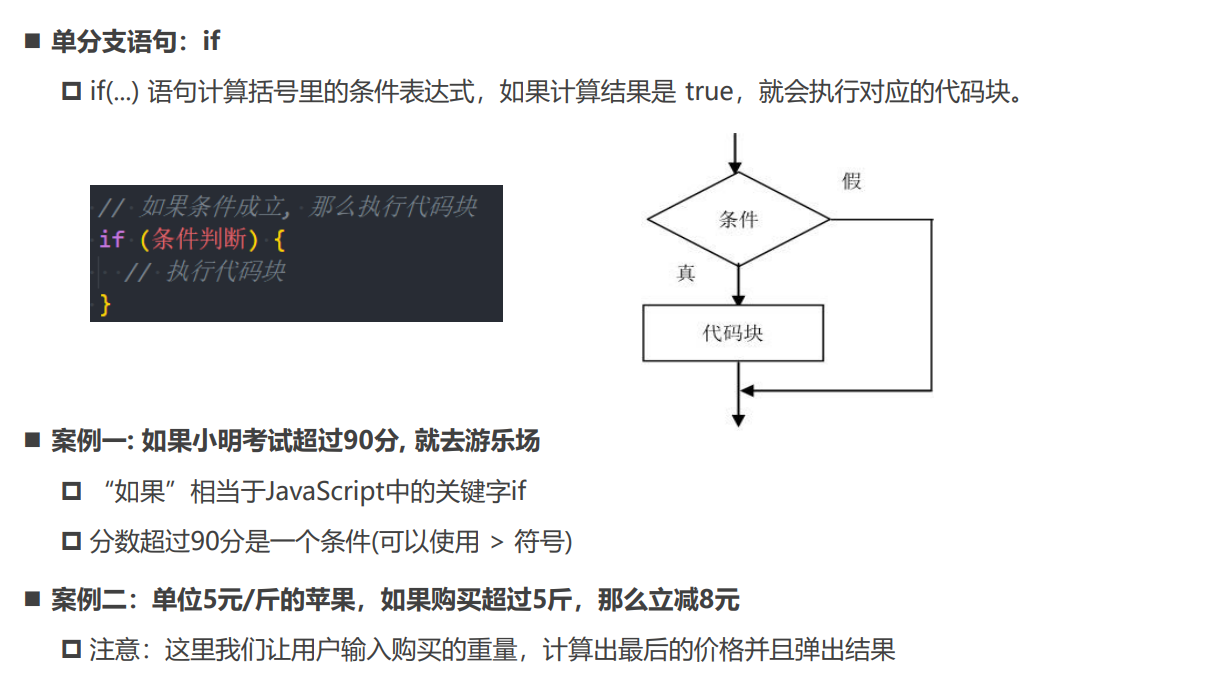 单分支语句：if
if(...) 语句计算括号里的条件表达式，如果计算结果是 true，就会执行对应的代码块。
// 如果条件成立, 那么执行代码块
if (条件判断) {
// 执行代码块
}
假
条件
真
代码块
案例一: 如果小明考试超过90分, 就去游乐场
“如果”相当于JavaScript中的关键字if
分数超过90分是一个条件(可以使用 > 符号)
案例二：单位5元/斤的苹果，如果购买超过5斤，那么立减8元
注意：这里我们让用户输入购买的重量，计算出最后的价格并且弹出结果